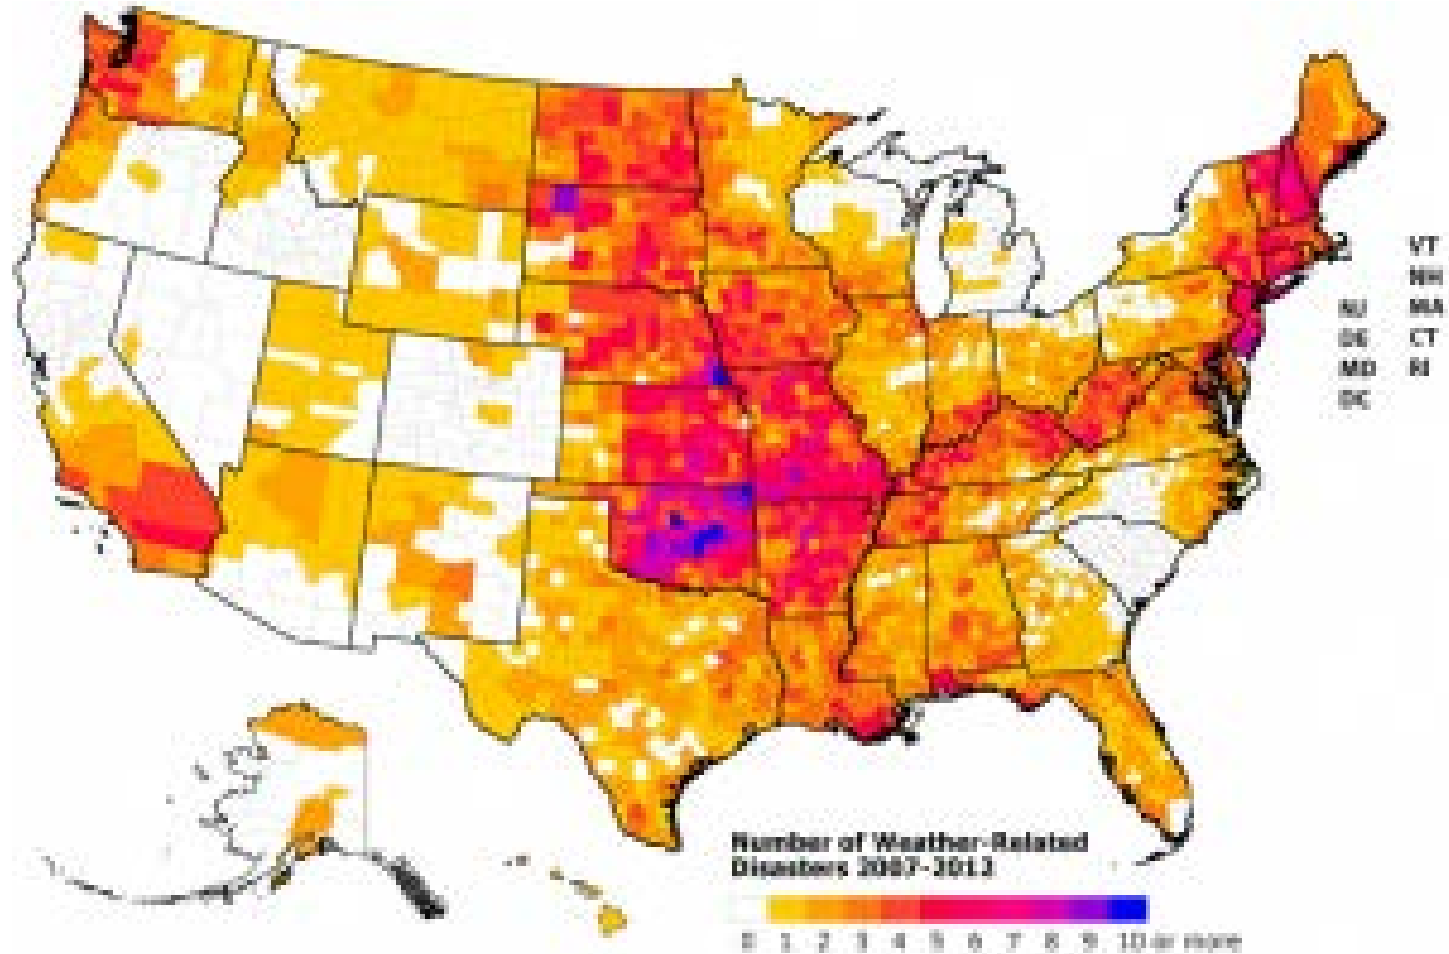 VT
NH
NJ MA
DE CT
MD RI
DC
Number of Weather-Related
Disasters 2007-2012
0 1 2 3 4 5 6 7 8 9 10 or more